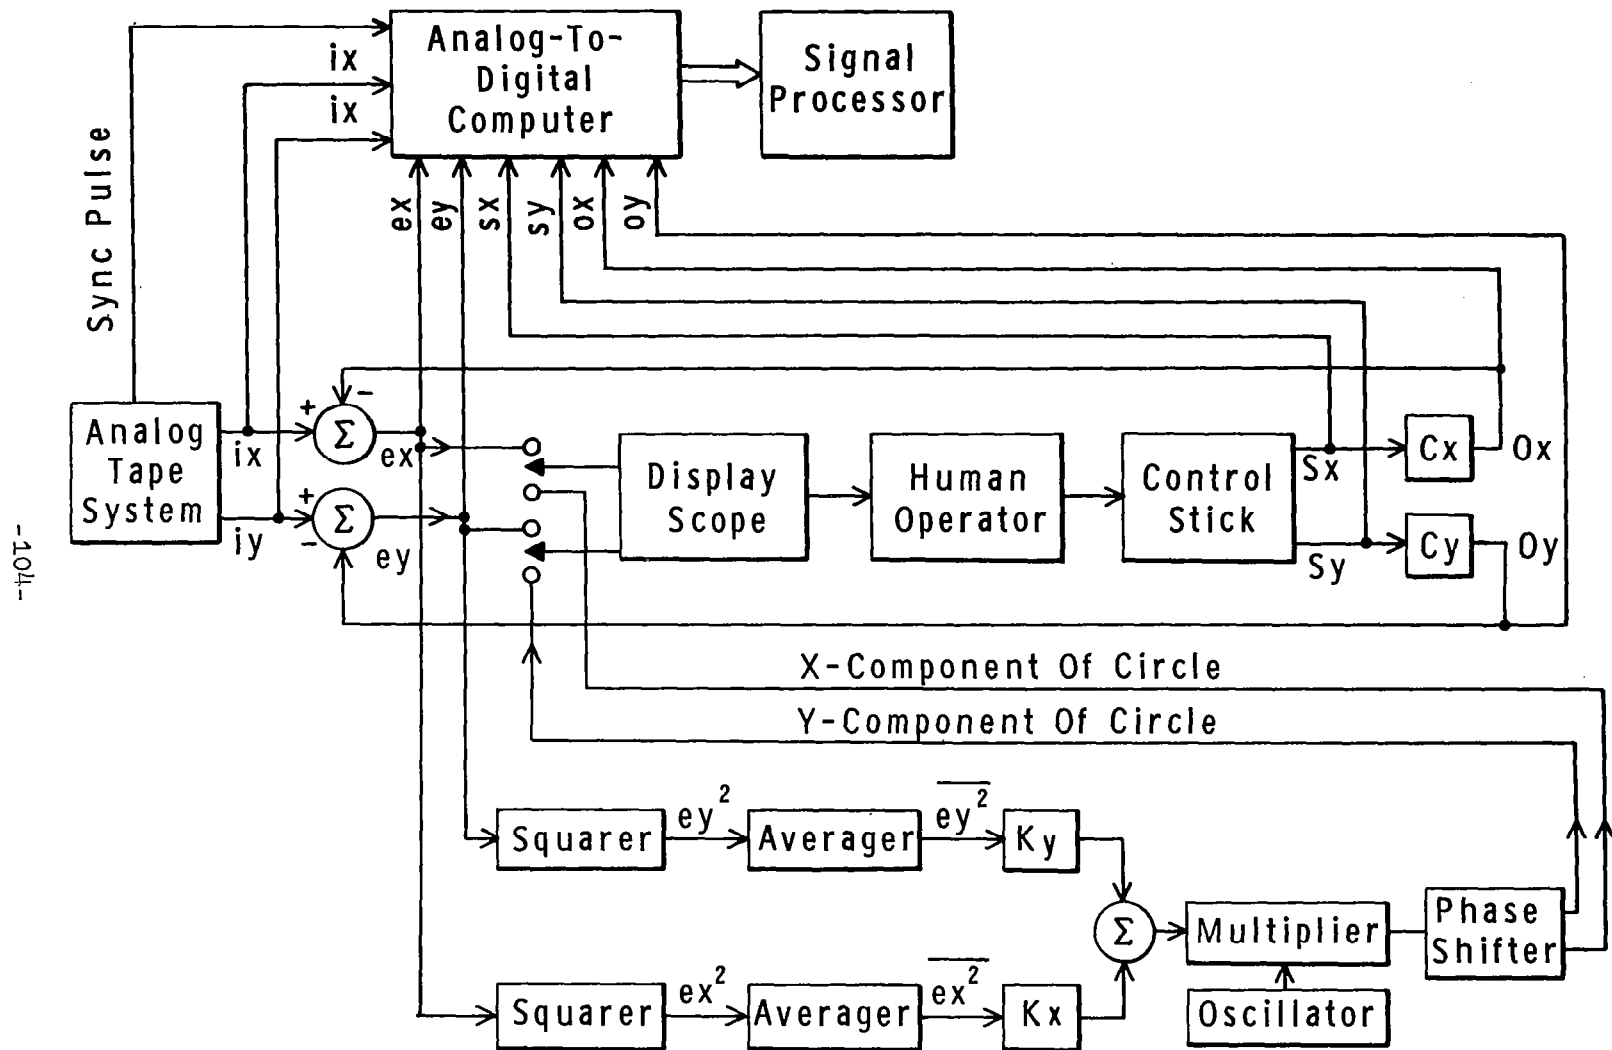 Analog-To-
Digital
Computer
Signal
Processor
ix
ix
Sync Pulse
ex
ey
sx
sy
ox
oy
Analog
Tape
System
ix
iy
+
-
Σ
ex
+
-
Σ
ey
Display
Scope
Human
Operator
Control
Stick
Sx
Sy
Cx
Ox
Cy
Oy
X-Component Of Circle
Y-Component Of Circle
Squarer
ey²
Averager
\overline{ey²}
Ky
Σ
Multiplier
Phase
Shifter
Squarer
ex²
Averager
\overline{ex²}
Kx
Oscillator
-104-